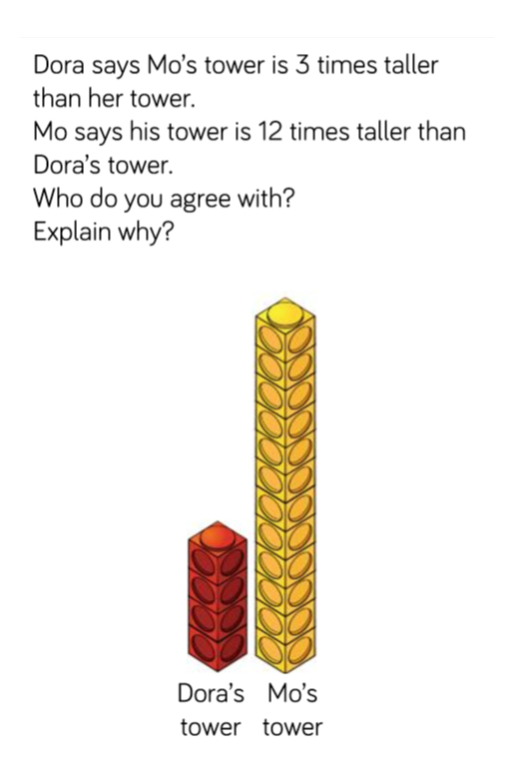 Dora says Mo's tower is 3 times taller
than her tower.
Mo says his tower is 12 times taller than
Dora's tower.
Who do you agree with?
Explain why?
Dora's Mo's
tower tower